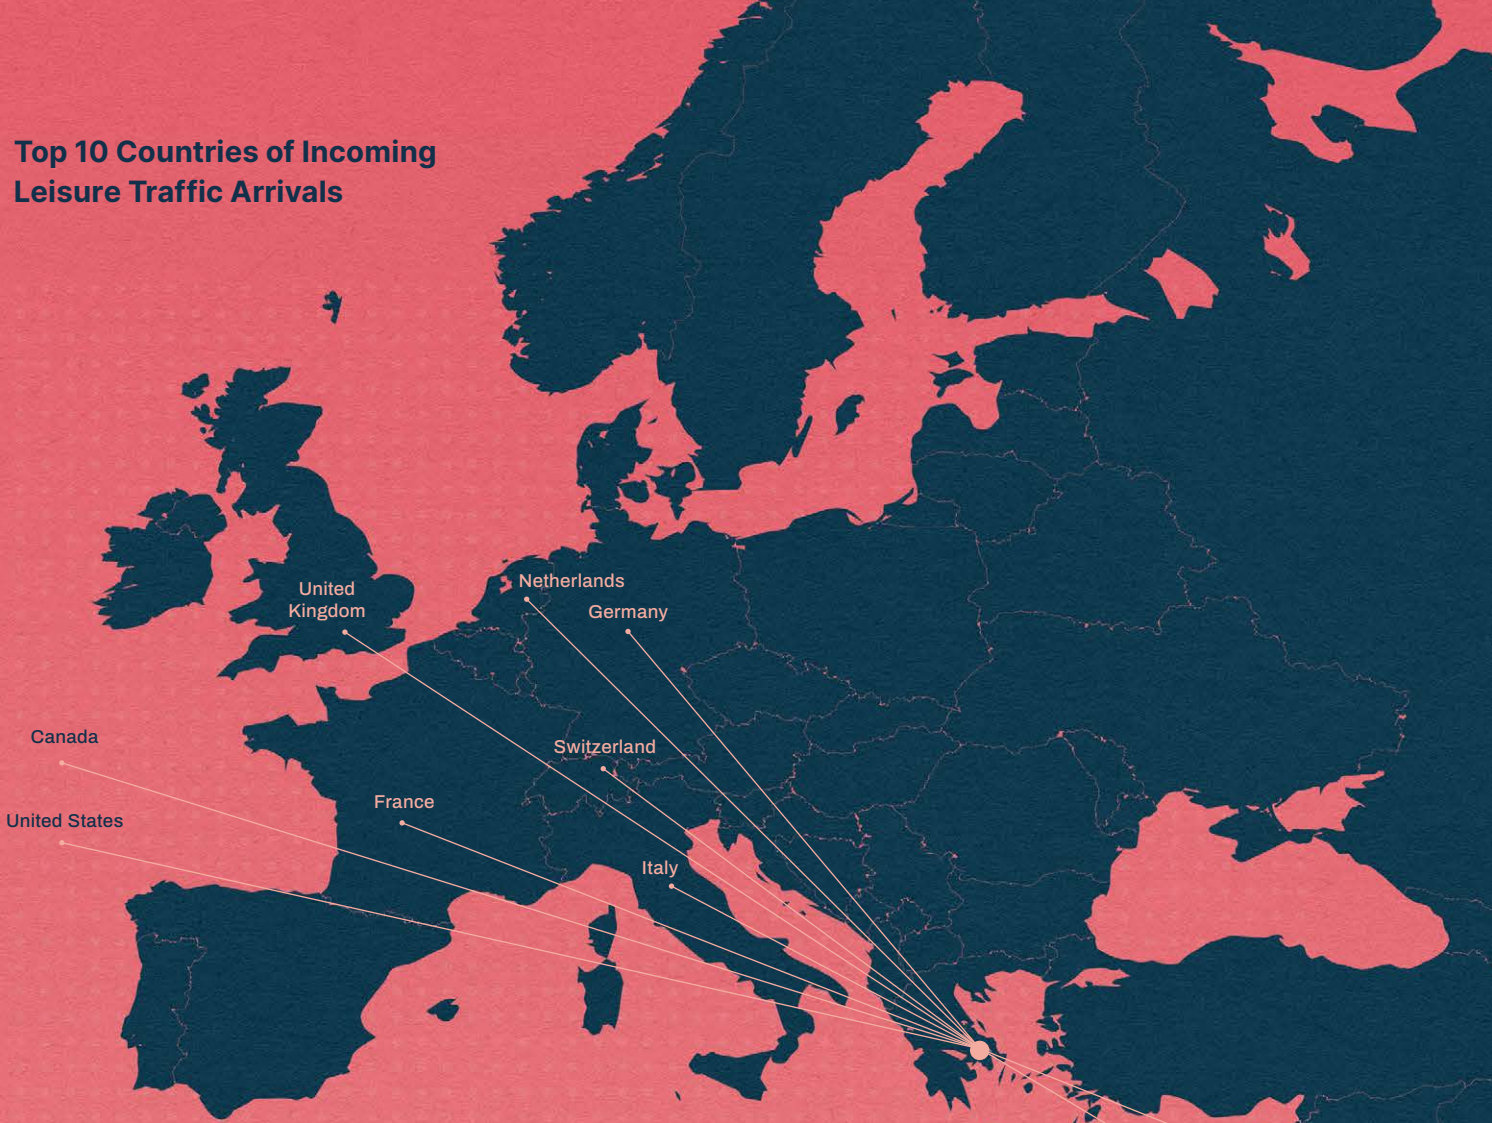 Top 10 Countries of Incoming
Leisure Traffic Arrivals
United
Kingdom
Netherlands
Germany
Canada
Switzerland
France
United States
Italy